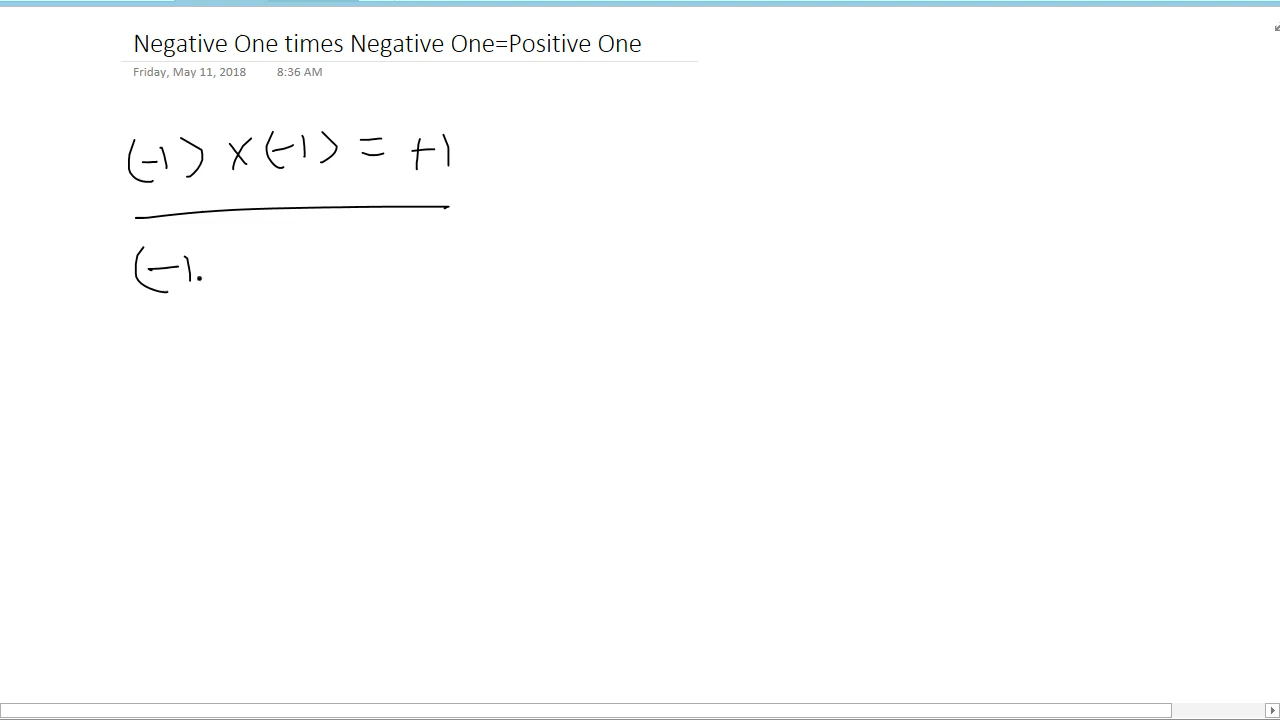 Negative One times Negative One=Positive One
Friday, May 11, 2018 8:36 AM
(-1) × (-1) = +1
(-1.